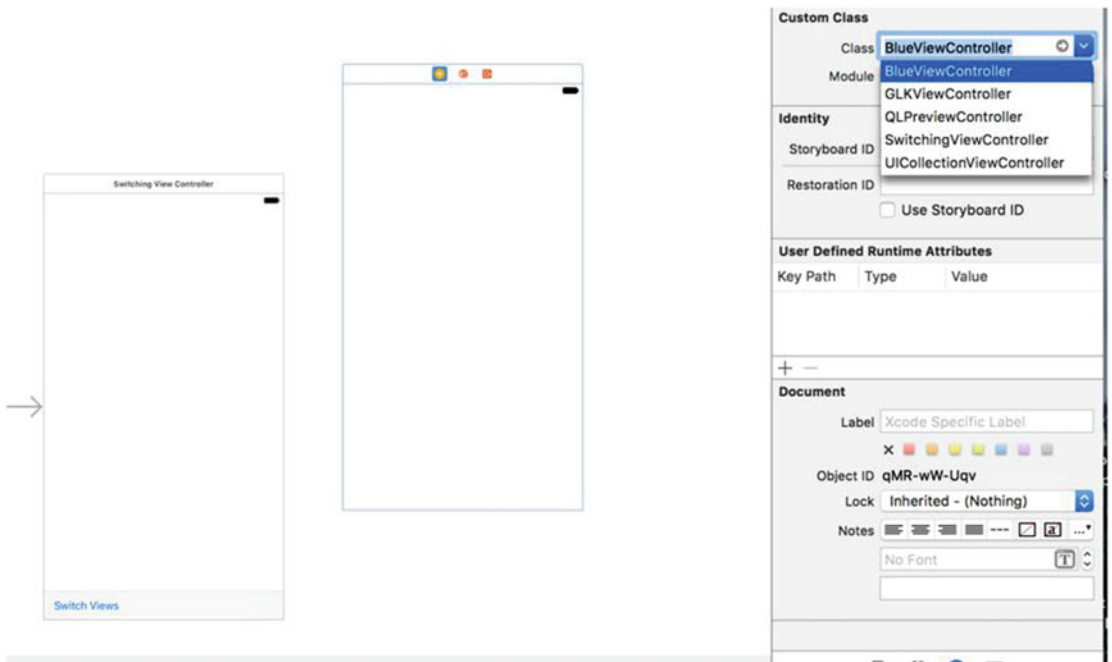 Switching View Controller
Switch Views
Custom Class
Class BlueViewController
Module
BlueViewController
GLKViewController
QLPreviewController
SwitchingViewController
UICollectionViewController
Identity
Storyboard ID
Restoration ID
Use Storyboard ID
User Defined Runtime Attributes
Key Path Type Value
Document
Label Xcode Specific Label
Object ID qMR-wW-Uqv
Lock Inherited - (Nothing)
Notes
No Font